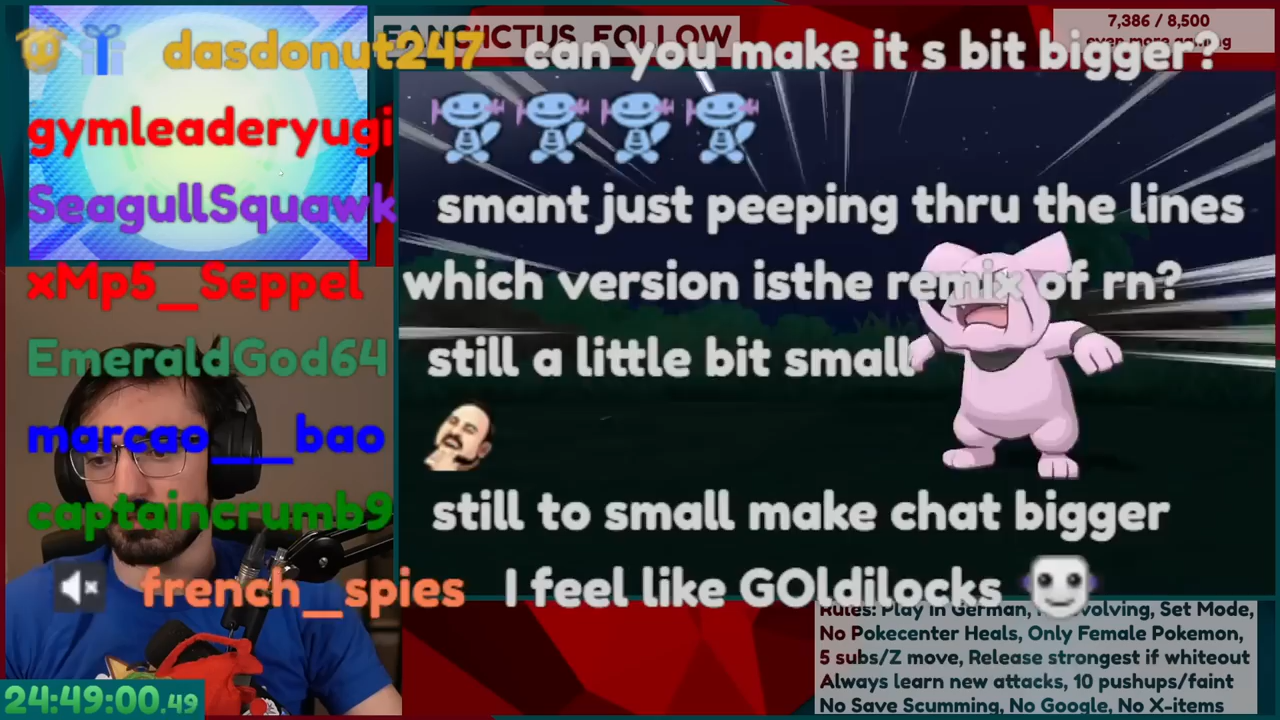 FOLLOW
7,386 / 8,500
dasdonut247 can you make it s bit bigger?
gymleaderyugi
SeagullSquawk smant just peeping thru the lines
xMp5__Seppel which version isthe remix of rn?
EmeraldGod64 still a little bit small
marcao___bao
captaincrumb9 still to small make chat bigger
french_spies I feel like GOldilocks
Rules: Play in German, No Evolving, Set Mode,
No Pokecenter Heals, Only Female Pokemon,
5 subs/Z move, Release strongest if whiteout
Always learn new attacks, 10 pushups/faint
No Save Scumming, No Google, No X-items
24:49:00.49